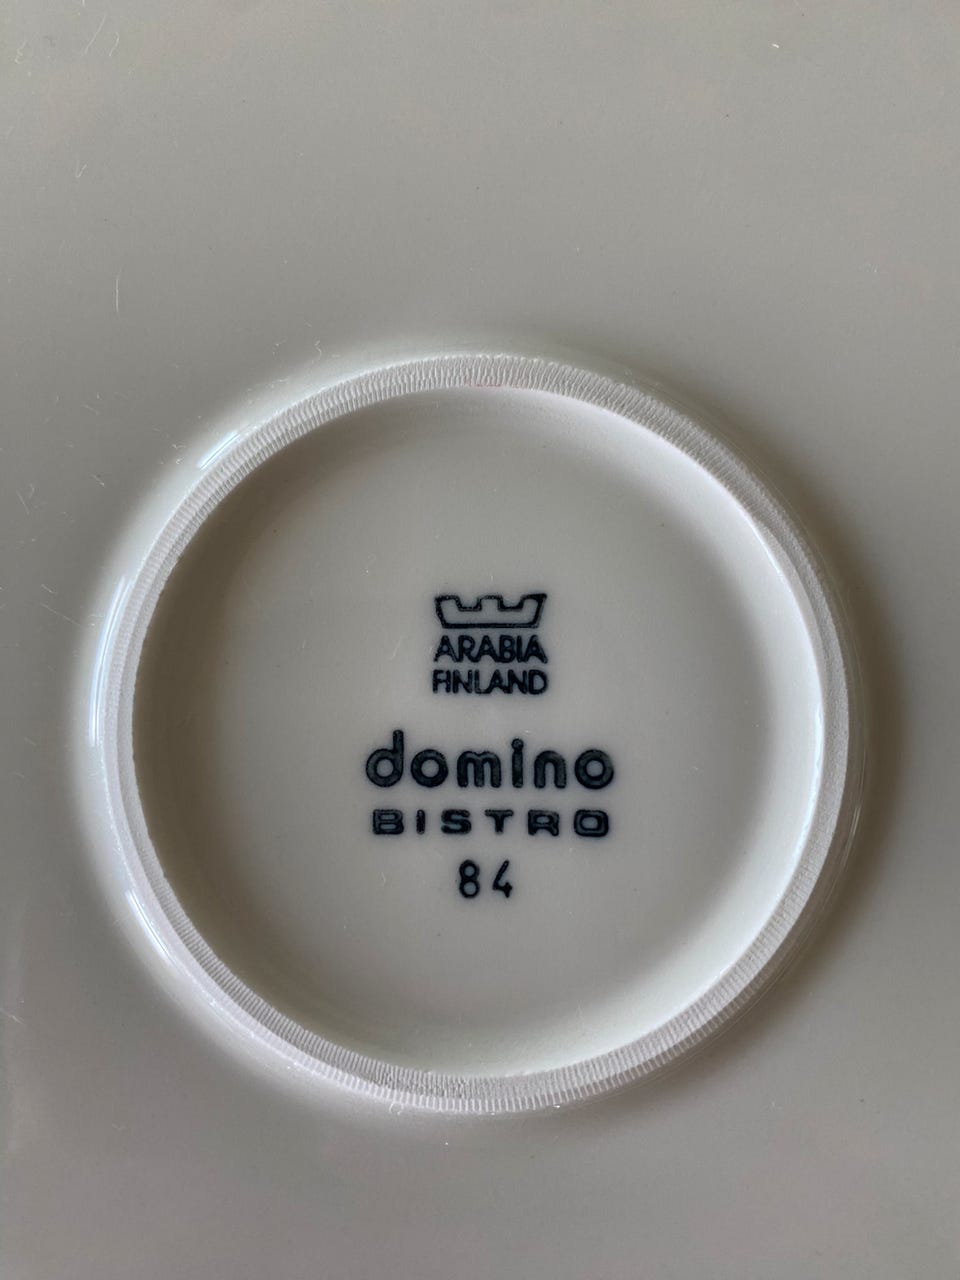 ARABIA
FINLAND
domino
BISTRO
84